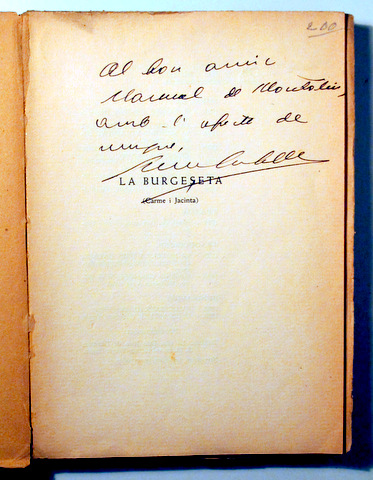 200
Al bon amic
Manuel de Montoliu,
amb l'afecte de
sempre,
LA BURGESETA
(Carme i Jacinta)